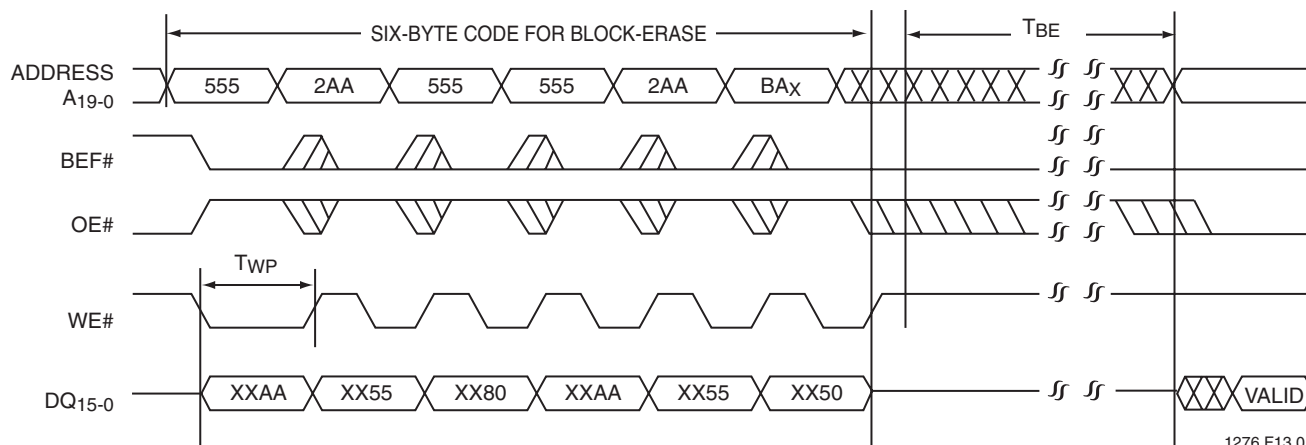 SIX-BYTE CODE FOR BLOCK-ERASE TBE
ADDRESS A19-0 555 2AA 555 555 2AA BAX
BEF#
OE#
TWP
WE#
DQ15-0 XXAA XX55 XX80 XXAA XX55 XX50 VALID
1276 F13.0